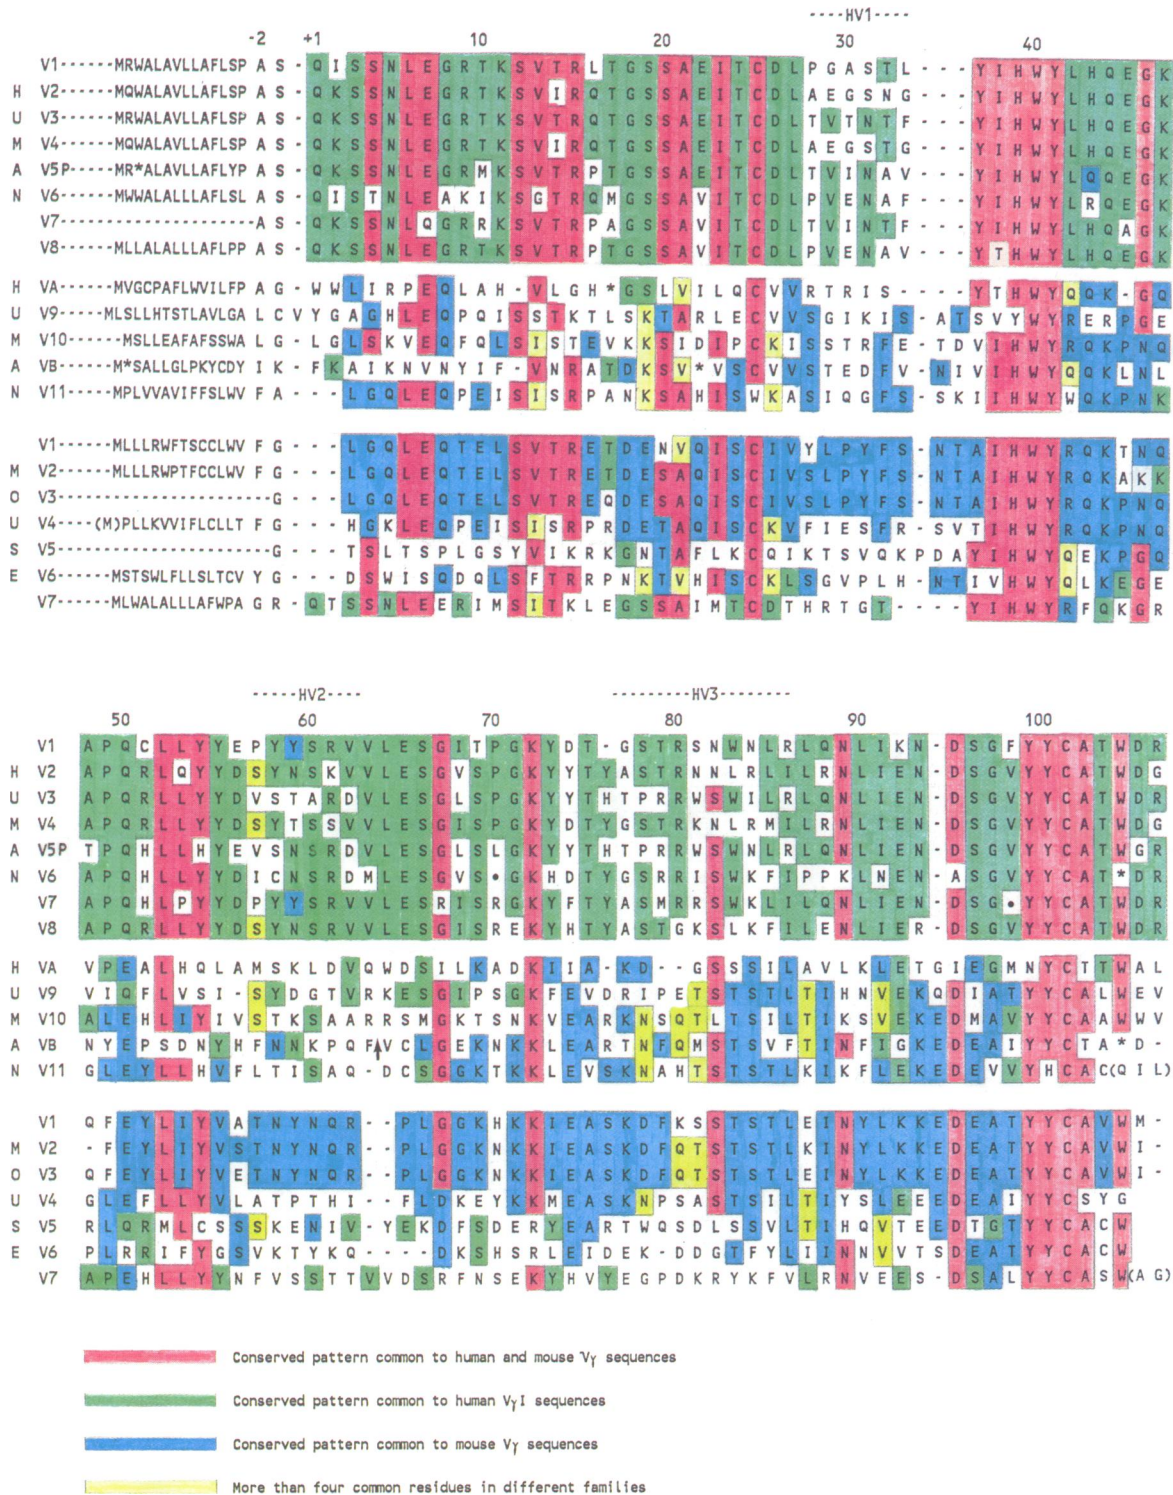 ----HV1----
-2 +1 10 20 30 40
V1------MRWALAVLLAFLSP A S - Q I S S N L E G R T K S V T R L T G S S A E I T C D L P G A S T L - - - Y I H W Y L H Q E G K
H V2------MQWALAVLLAFLSP A S - Q K S S N L E G R T K S V I R Q T G S S A E I T C D L A E G S N G - - - Y I H W Y L H Q E G K
U V3------MRWALAVLLAFLSP A S - Q K S S N L E G R T K S V T R Q T G S S A E I T C D L T V T N T F - - - Y I H W Y L H Q E G K
M V4------MQWALAVLLAFLSP A S - Q K S S N L E G R T K S V I R Q T G S S A E I T C D L A E G S T G - - - Y I H W Y L H Q E G K
A V5P-----MR*ALAVLLAFLYP A S - Q K S S N L E G R M K S V T R P T G S S A E I T C D L T V I N A V - - - Y I H W Y L Q Q E G K
N V6------MWWALALLLAFLSL A S - Q I S T N L E A K I K S G T R Q M G S S A V I T C D L P V E N A F - - - Y I H W Y L R Q E G K
V7----------------------A S - Q K S S N L Q G R R K S V T R P A G S S A V I T C D L T V I N T F - - - Y I H W Y L H Q A G K
V8------MLLALALLLAFLPP A S - Q K S S N L E G R T K S V T R P T G S S A V I T C D L P V E N A V - - - Y T H W Y L H Q E G K
H VA------MVGCPAFLWVILFP A G - W W L I R P E Q L A H - V L G H * G S L V I L Q C V V R T R I S - - - - Y T H W Y Q Q K - G Q
U V9-----MLSLLHTSTLAVLGA L C V Y G A G H L E Q P Q I S S T K T L S K T A R L E C V V S G I K I S - A T S V Y W Y R E R P G E
M V10-----MSLLEAFAFSSWA L G - L G L S K V E Q F Q L S I S T E V K K S I D I P C K I S S T R F E - T D V I H W Y R Q K P N Q
A VB------M*SALLGLPKYCDY I K - F K A I K N V N Y I F - V N R A T D K S V * V S C V V S T E D F V - N I V I H W Y Q Q K L N L
N V11-----MPLVVAVIFFSLWV F A - - - L G Q L E Q P E I S I S R P A N K S A H I S W K A S I Q G F S - S K I I H W Y W Q K P N K
V1------MLLLRWFTSCCLWV F G - - - L G Q L E Q T E L S V T R E T D E N V Q I S C I V Y L P Y F S - N T A I H W Y R Q K T N Q
M V2------MLLLRWPTFCCLWV F G - - - L G Q L E Q T E L S V T R E T D E S A Q I S C I V S L P Y F S - N T A I H W Y R Q K A K K
O V3----------------------G - - - L G Q L E Q T E L S V T R E Q D E S A Q I S C I V S L P Y F S - N T A I H W Y R Q K P N Q
U V4----(M)PLLKVVIFLCLLT F G - - - H G K L E Q P E I S I S R P R D E T A Q I S C K V F I E S F R - S V T I H W Y R Q K P N Q
S V5----------------------G - - - T S L T S P L G S Y V I K R K G N T A F L K C Q I K T S V Q K P D A Y I H W Y Q E K P G Q
E V6------MSTSWLFLLSLTCV Y G - - - D S W I S Q D Q L S F T R R P N K T V H I S C K L S G V P L H - N T I V H W Y Q L K E G E
V7------MLWALALLLAFWPA G R - Q T S S N L E E R I M S I T K L E G S S A I M T C D T H R T G T - - - - Y I H W Y R F Q K G R
-----HV2---- ---------HV3--------
50 60 70 80 90 100
V1 A P Q C L L Y Y E P Y Y S R V V L E S G I T P G K Y D T - G S T R S N W N L R L Q N L I K N - D S G F Y Y C A T W D R
H V2 A P Q R L Q Y Y D S Y N S K V V L E S G V S P G K Y Y T Y A S T R N N L R L I L R N L I E N - D S G V Y Y C A T W D G
U V3 A P Q R L L Y Y D V S T A R D V L E S G L S P G K Y Y T H T P R R W S W I L R L Q N L I E N - D S G V Y Y C A T W D R
M V4 A P Q R L L Y Y D S Y T S S V V L E S G I S P G K Y D T Y G S T R K N L R M I L R N L I E N - D S G V Y Y C A T W D G
A V5P T P Q H L L H Y E V S N S R D V L E S G L S L G K Y Y T H T P R R W S W N L R L Q N L I E N - D S G V Y Y C A T W G R
N V6 A P Q H L L Y Y D I C N S R D M L E S G V S • G K H D T Y G S R R I S W K F I P P K L N E N - A S G V Y Y C A T * D R
V7 A P Q H L P Y Y D P Y Y S R V V L E S R I S R G K Y F T Y A S M R R S W K L I L Q N L I E N - D S G • Y Y C A T W D R
V8 A P Q H L L Y Y D S Y N S R V V L E S G I S R E K Y H T Y A S T G K S L K F I L E N L I E R - D S G V Y Y C A T W D R
H VA V P E A L H Q L A M S K L D V Q W D S I L K A D K I I A - K D - - G S S S I L A V L K L E T G I E G M N Y C T T W A L
U V9 V I Q F L V S I - S Y D G T V R K E S G I P S G K F E V D R I P E T S T S T L T I H N V E K Q D I A T Y Y C A L W E V
M V10 A L E H L I Y I V S T K S A A R R S M G K T S N K V E A R K N S Q T L T S I L T I K S V E K E D M A V Y Y C A A W W V
A VB N Y E P S D N Y H F N N K P Q F V C L G E K N K K L E A R T N F Q M S T S V F T I N F I G K E D E A I Y Y C T A * D -
N V11 G L E Y L L H V F L T I S A Q - D C S G G K T K K L E V S K N A H T S T S T L K I K F L E K E D E V V Y H C A C (Q I L)
V1 Q F E Y L I Y V A T N Y N Q R - - P L G G K H K K I E A S K D F K S S T S T L E I N Y L K K E D E A T Y Y C A V W M -
M V2 - F E Y L I Y V S T N Y N Q R - - P L G G K N K K I E A S K D F Q T S T S T L K I N Y L K K E D E A T Y Y C A V W I -
O V3 Q F E Y L I Y V E T N Y N Q R - - P L G G K N K K I E A S K D F Q T S T S T L E I N Y L K K E D E A T Y Y C A V W I -
U V4 G L E F L L Y V L A T P T H I - - F L D K E Y K K M E A S K N P S A S T S I L T I Y S L E E E D E A I Y Y C S Y G
S V5 R L Q R M L C S S S K E N I V - Y E K D F S D E R Y E A R T W Q S D L S S V L T I H Q V T E E D T G T Y Y C A C W
E V6 P L R R I F Y G S V K T Y K Q - - - - D K S H S R L E I D E K - D D G T F Y L I I N N V V T S D E A T Y Y C A C W
V7 A P E H L L Y Y N F V S S T T V V D S R F N S E K Y H V Y E G P D K R Y K F V L R N V E E S - D S A L Y Y C A S W (A G)
Conserved pattern common to human and mouse Vγ sequences
Conserved pattern common to human VγI sequences
Conserved pattern common to mouse Vγ sequences
More than four common residues in different families